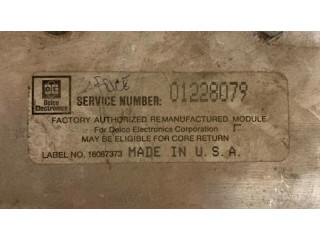 Delco
Electronics
SERVICE NUMBER: 01228079
FACTORY AUTHORIZED REMANUFACTURED MODULE
For Delco Electronics Corporation
MAY BE ELIGIBLE FOR CORE RETURN
LABEL NO. 16067373 MADE IN U.S.A.